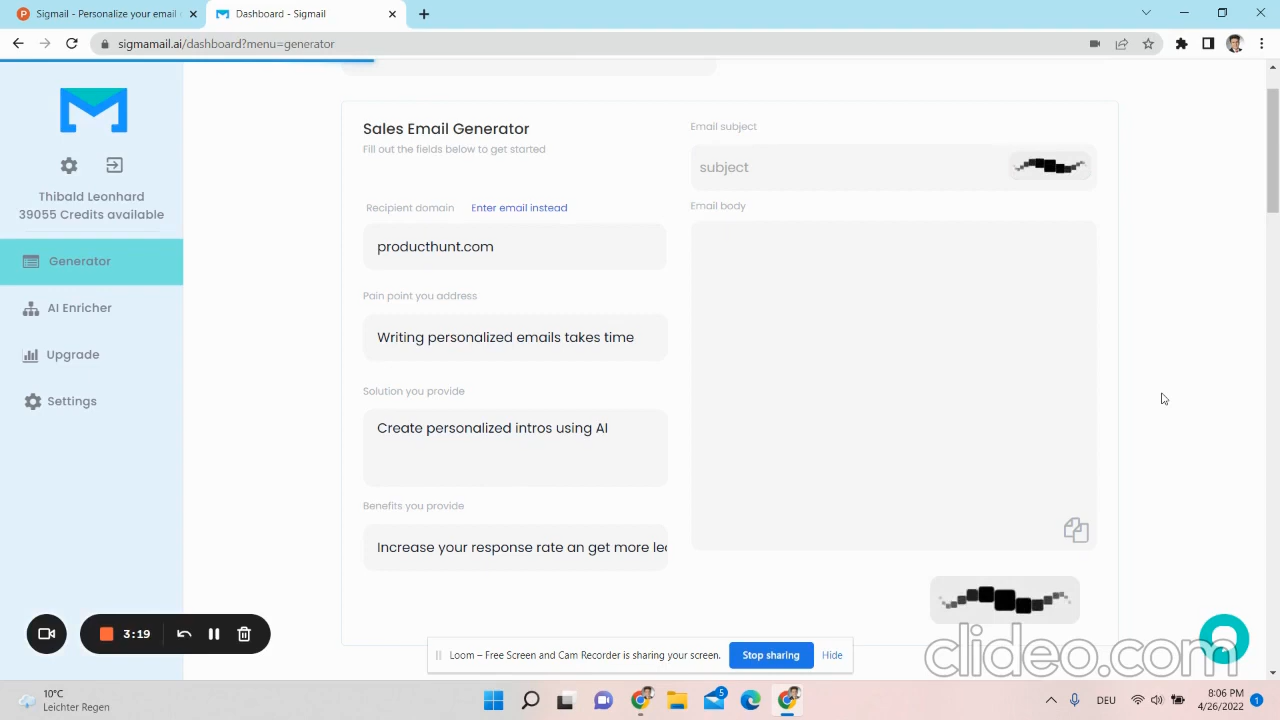 Sigmail - Personalize your email
Dashboard - Sigmail
sigmamail.ai/dashboard?menu=generator
Thibald Leonhard
39055 Credits available
Generator
AI Enricher
Upgrade
Settings
Sales Email Generator
Fill out the fields below to get started
Recipient domain Enter email instead
producthunt.com
Pain point you address
Writing personalized emails takes time
Solution you provide
Create personalized intros using AI
Benefits you provide
Increase your response rate an get more lea
Email subject
subject
Email body
3:19
Loom – Free Screen and Cam Recorder is sharing your screen.
Stop sharing
Hide
clideo.com
10°C
Leichter Regen
5
DEU
8:06 PM
4/26/2022
1